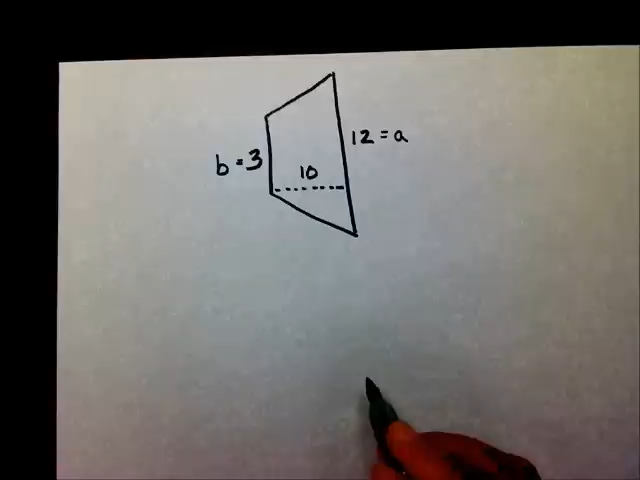 12 = a
b = 3
10